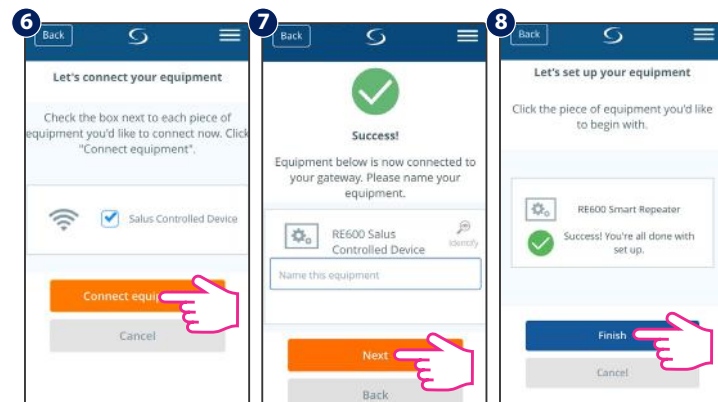 6
Back
Let's connect your equipment
Check the box next to each piece of
equipment you'd like to connect now. Click
"Connect equipment".
Salus Controlled Device
Connect equip
Cancel
7
Back
Success!
Equipment below is now connected to
your gateway. Please name your
equipment.
RE600 Salus
Controlled Device
Identify
Name this equipment
Next
Back
8
Back
Let's set up your equipment
Click the piece of equipment you'd like
to begin with.
RE600 Smart Repeater
Success! You're all done with
set up.
Finish
Cancel